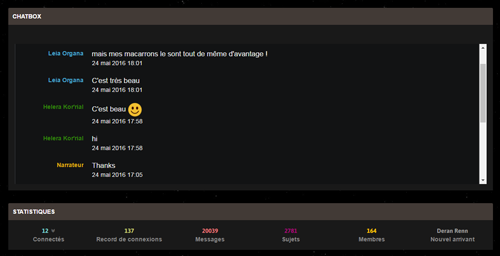 CHATBOX
Leia Organa mais mes macarrons le sont tout de même d'avantage !
24 mai 2016 18:01
Leia Organa C'est très beau
24 mai 2016 18:01
Helera Kor'rial C'est beau
24 mai 2016 17:58
Helera Kor'rial hi
24 mai 2016 17:58
Narrateur Thanks
24 mai 2016 17:05
STATISTIQUES
12 137 20039 2781 164 Deran Renn
Connectés Record de connexions Messages Sujets Membres Nouvel arrivant